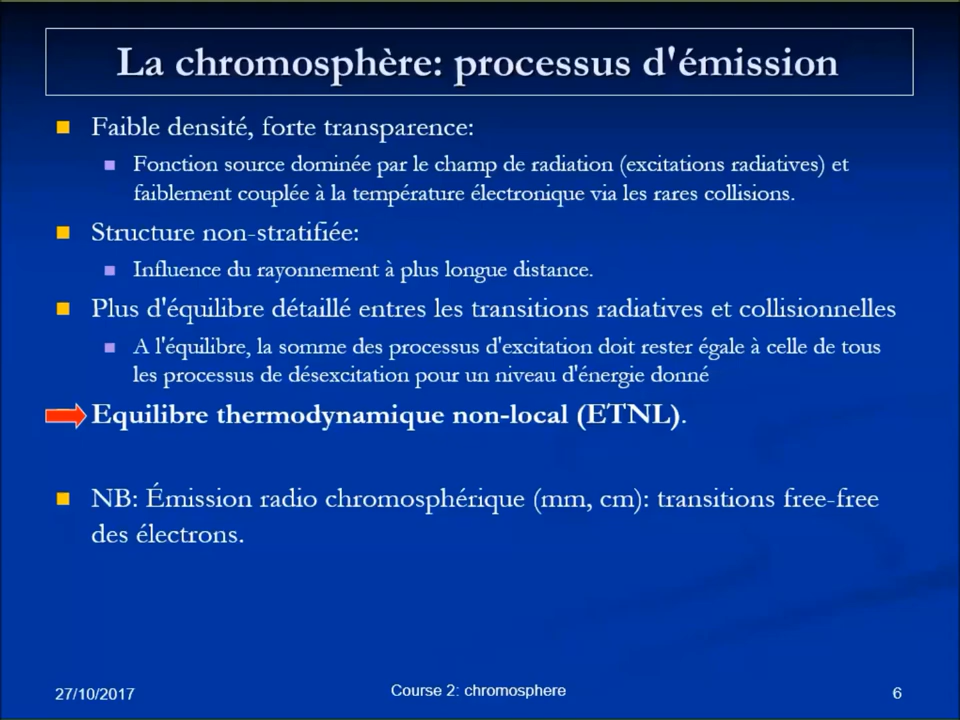 La chromosphère: processus d'émission
Faible densité, forte transparence:
Fonction source dominée par le champ de radiation (excitations radiatives) et
faiblement couplée à la température électronique via les rares collisions.
Structure non-stratifiée:
Influence du rayonnement à plus longue distance.
Plus d'équilibre détaillé entres les transitions radiatives et collisionnelles
A l'équilibre, la somme des processus d'excitation doit rester égale à celle de tous
les processus de désexcitation pour un niveau d'énergie donné
Equilibre thermodynamique non-local (ETNL).
NB: Émission radio chromosphérique (mm, cm): transitions free-free
des électrons.
27/10/2017
Course 2: chromosphere
6